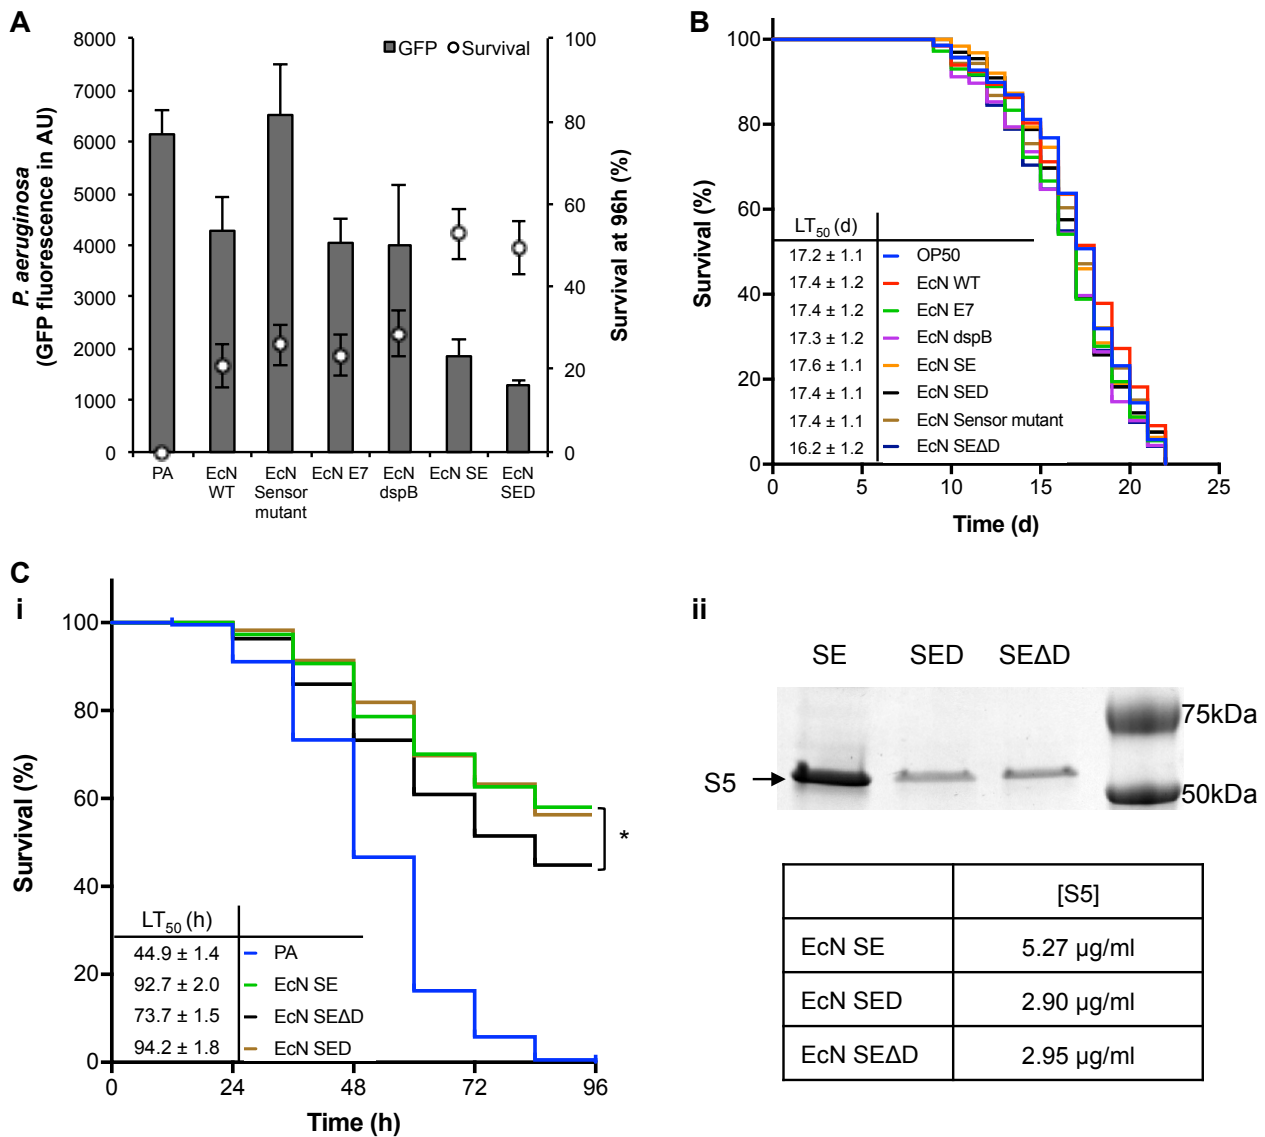 A
GFP Survival
P. aeruginosa
(GFP fluorescence in AU)
8000
7000
6000
5000
4000
3000
2000
1000
0
100
80
60
40
20
0
Survival at 96h (%)
PA
EcN WT
EcN Sensor mutant
EcN E7
EcN dspB
EcN SE
EcN SED
B
Survival (%)
100
80
60
40
20
0
LT50 (d)
17.2 ± 1.1 OP50
17.4 ± 1.2 EcN WT
17.4 ± 1.2 EcN E7
17.3 ± 1.2 EcN dspB
17.6 ± 1.1 EcN SE
17.4 ± 1.1 EcN SED
17.4 ± 1.1 EcN Sensor mutant
16.2 ± 1.2 EcN SEΔD
0 5 10 15 20 25
Time (d)
C
i
Survival (%)
100
80
60
40
20
0
*
LT50 (h)
44.9 ± 1.4 PA
92.7 ± 2.0 EcN SE
73.7 ± 1.5 EcN SEΔD
94.2 ± 1.8 EcN SED
0 24 48 72 96
Time (h)
ii
SE SED SEΔD
75kDa
S5
50kDa
[S5]
EcN SE 5.27 µg/ml
EcN SED 2.90 µg/ml
EcN SEΔD 2.95 µg/ml